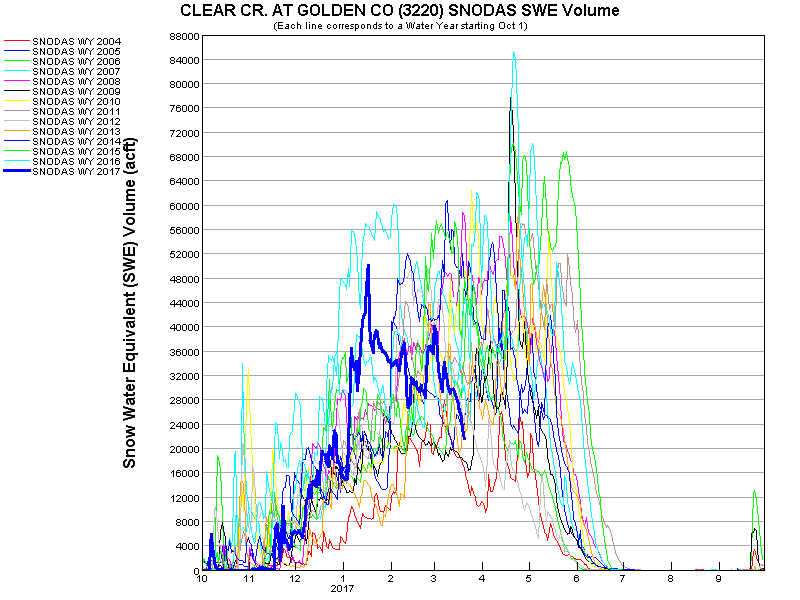 CLEAR CR. AT GOLDEN CO (3220) SNODAS SWE Volume
(Each line corresponds to a Water Year starting Oct 1)
SNODAS WY 2004
SNODAS WY 2005
SNODAS WY 2006
SNODAS WY 2007
SNODAS WY 2008
SNODAS WY 2009
SNODAS WY 2010
SNODAS WY 2011
SNODAS WY 2012
SNODAS WY 2013
SNODAS WY 2014
SNODAS WY 2015
SNODAS WY 2016
SNODAS WY 2017
Snow Water Equivalent (SWE) Volume (acft)
88000
84000
80000
76000
72000
68000
64000
60000
56000
52000
48000
44000
40000
36000
32000
28000
24000
20000
16000
12000
8000
4000
0
10 11 12 1 2 3 4 5 6 7 8 9
2017